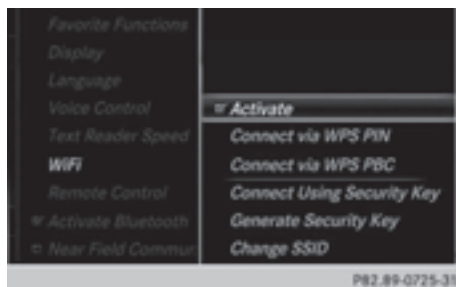 Favorite Functions
Display
Language
Voice Control
Text Reader Speed
WiFi
Remote Control
Activate Bluetooth
Near Field Commun
Activate
Connect via WPS PIN
Connect via WPS PBC
Connect Using Security Key
Generate Security Key
Change SSID
P82.89-0725-31